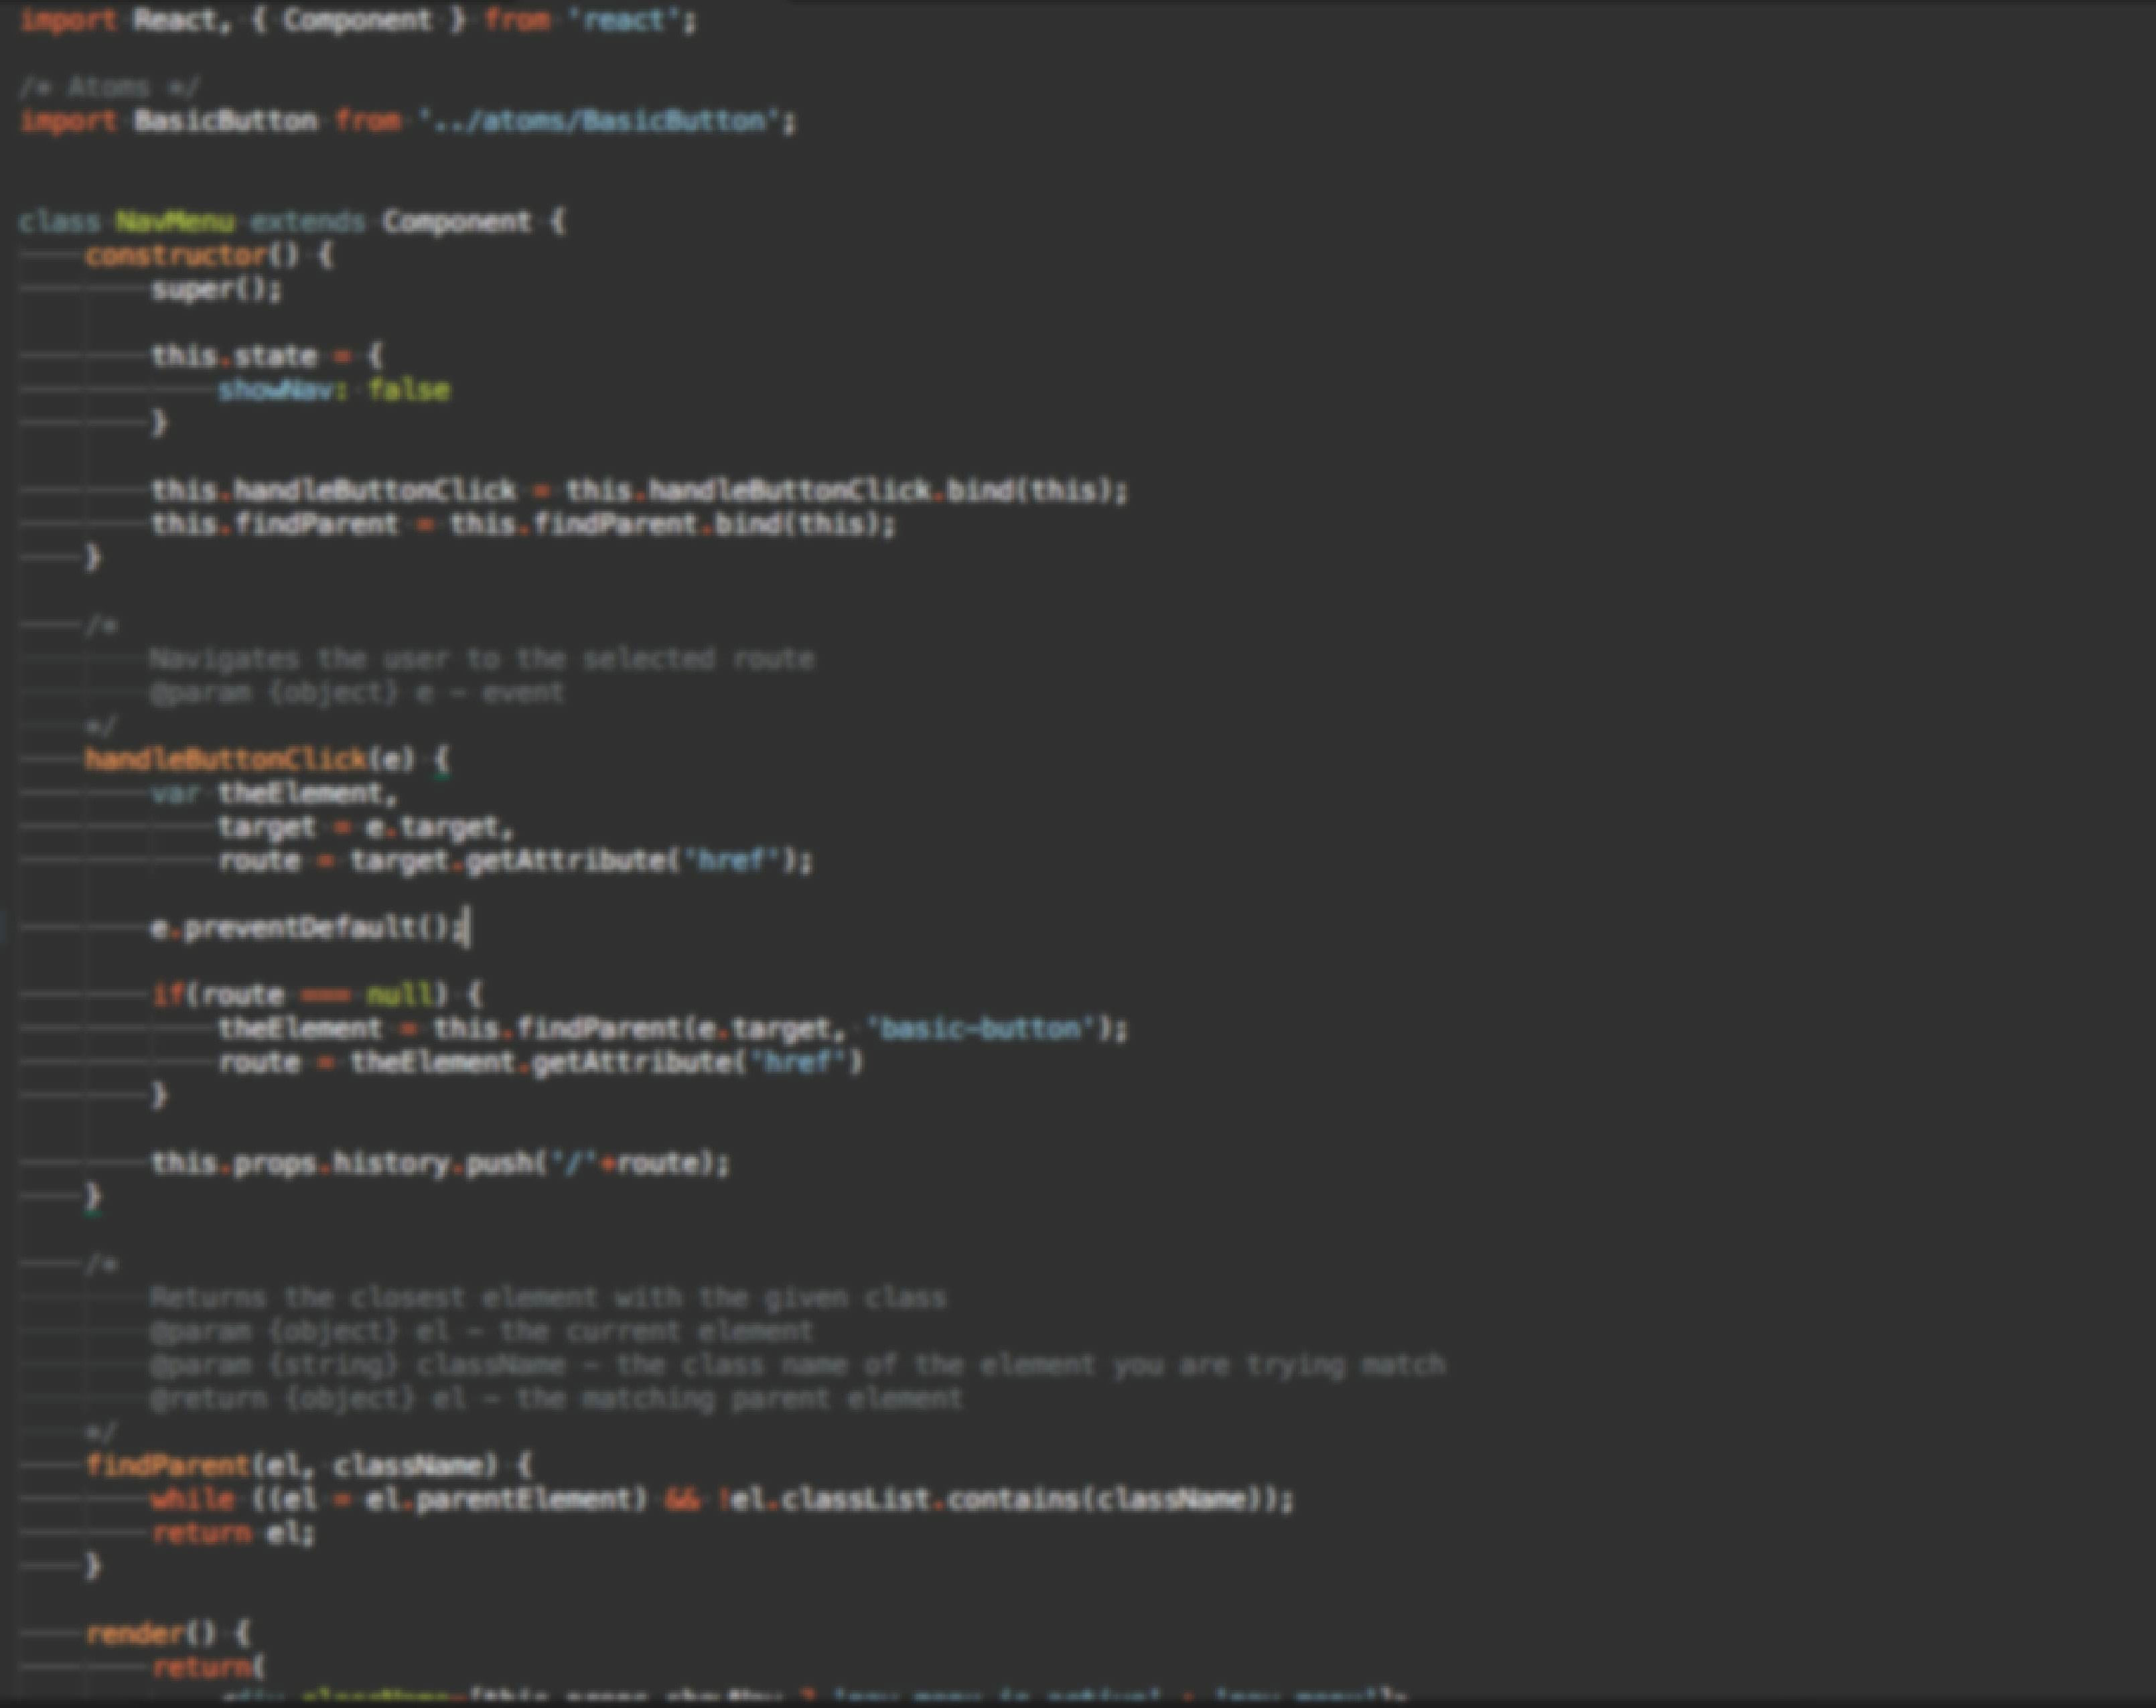 import React, { Component } from 'react';
/* Atoms */
import BasicButton from '../atoms/BasicButton';
class NavMenu extends Component {
constructor() {
super();
this.state = {
showNav: false
}
this.handleButtonClick = this.handleButtonClick.bind(this);
this.findParent = this.findParent.bind(this);
}
/*
Navigates the user to the selected route
@param {object} e - event
*/
handleButtonClick(e) {
var theElement,
target = e.target,
route = target.getAttribute('href');
e.preventDefault();
if(route === null) {
theElement = this.findParent(e.target, 'basic-button');
route = theElement.getAttribute('href')
}
this.props.history.push('/'+route);
}
/*
Returns the closest element with the given class
@param {object} el - the current element
@param {string} className - the class name of the element you are trying match
@return {object} el - the matching parent element
*/
findParent(el, className) {
while ((el = el.parentElement) && !el.classList.contains(className));
return el;
}
render() {
return(